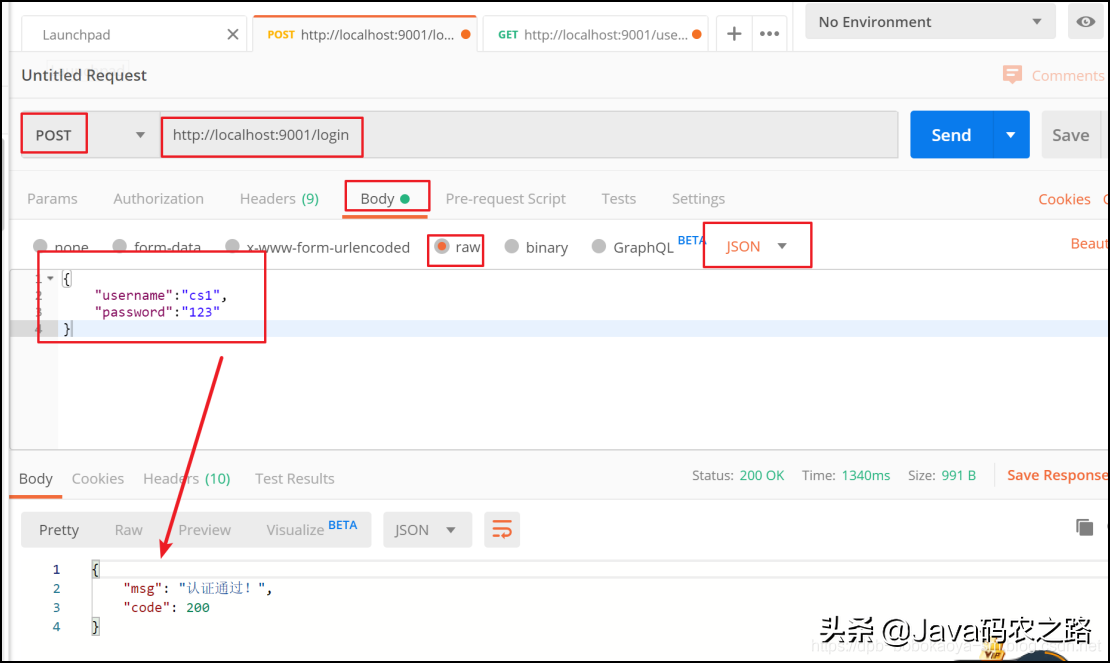 Launchpad
POST http://localhost:9001/lo...
GET http://localhost:9001/use...
No Environment
Untitled Request
Comments
POST
http://localhost:9001/login
Send
Save
Params Authorization Headers (9) Body Pre-request Script Tests Settings
Cookies
none form-data x-www-form-urlencoded raw binary GraphQL BETA JSON
Beaut
1 {
2 "username":"cs1",
3 "password":"123"
4 }
Body Cookies Headers (10) Test Results
Status: 200 OK Time: 1340ms Size: 991 B
Save Response
Pretty Raw Preview Visualize BETA JSON
1 {
2 "msg": "认证通过！",
3 "code": 200
4 }
头条 @Java码农之路
VIP